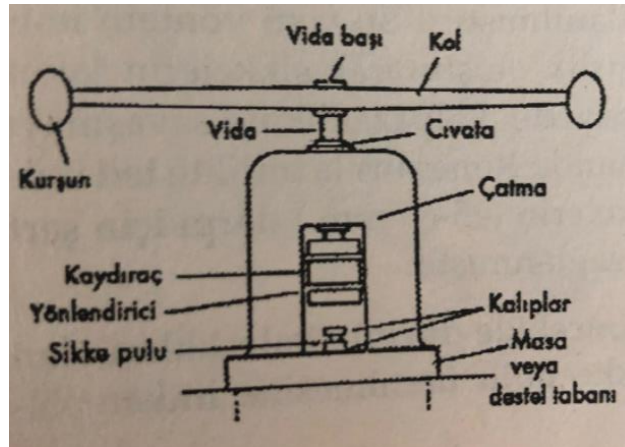 Vida başı
Kol
Vida
Cıvata
Kurşun
Çatma
Kaydıraç
Yönlendirici
Sikke pulu
Kalıplar
Masa
veya
destel tabanı